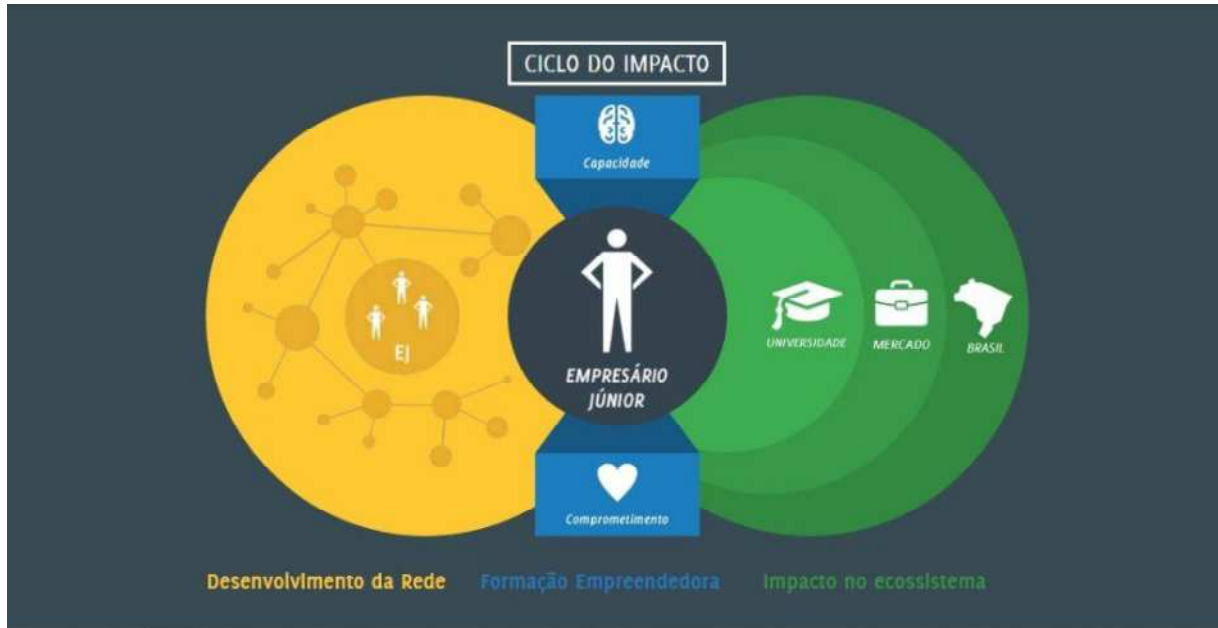 CICLO DO IMPACTO
Capacidade
EJ
EMPRESÁRIO
JÚNIOR
UNIVERSIDADE
MERCADO
BRASIL
Comprometimento
Desenvolvimento da Rede
Formação Empreendedora
Impacto no ecossistema